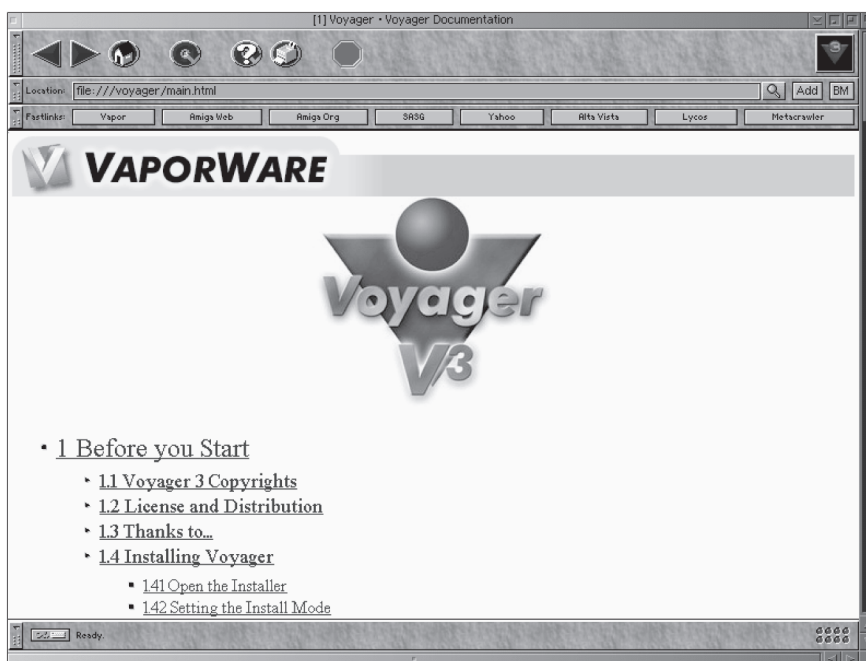 [1] Voyager • Voyager Documentation
3
Location: file:///voyager/main.html Add BM
Fastlinks: Vapor Amiga Web Amiga Org SASG Yahoo Alta Vista Lycos Metacrawler
V VAPORWARE
Voyager
V3
• 1 Before you Start
‣ 1.1 Voyager 3 Copyrights
‣ 1.2 License and Distribution
‣ 1.3 Thanks to...
‣ 1.4 Installing Voyager
▪ 1.4.1 Open the Installer
▪ 1.4.2 Setting the Install Mode
Ready.